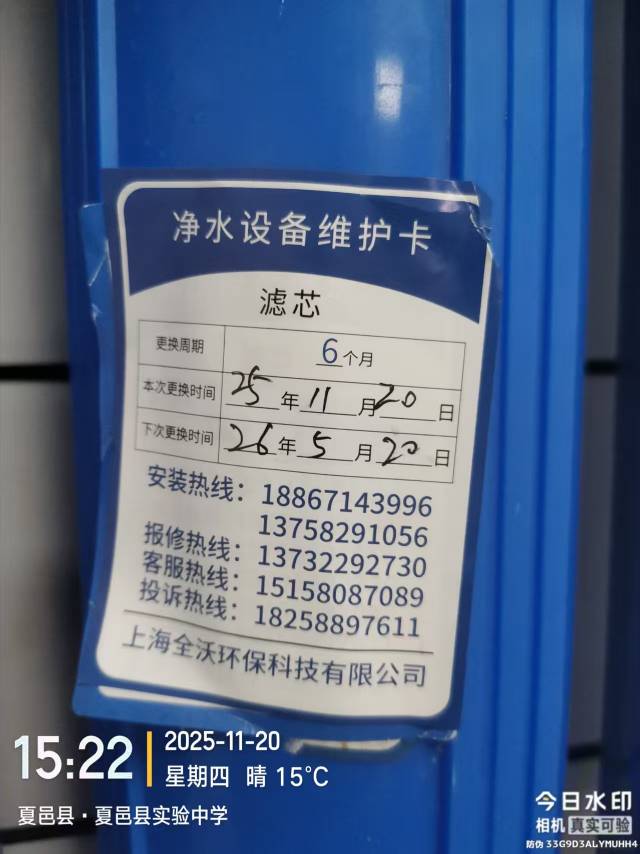 净水设备维护卡
滤芯
更换周期 6个月
本次更换时间 25年11月20日
下次更换时间 26年5月20日
安装热线：18867143996
13758291056
报修热线：13732292730
客服热线：15158087089
投诉热线：18258897611
上海全沃环保科技有限公司
15:22
2025-11-20
星期四 晴 15℃
夏邑县·夏邑县实验中学
今日水印
相机 真实可验
防伪 33G9D3ALYMUHH4